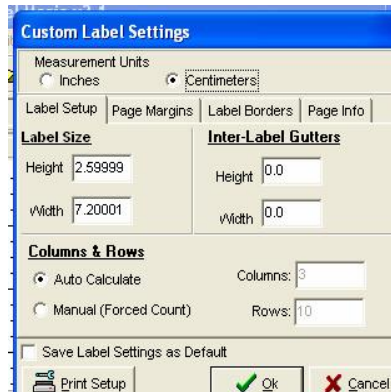 Custom Label Settings
Measurement Units
Inches Centimeters
Label Setup Page Margins Label Borders Page Info
Label Size Inter-Label Gutters
Height 2.59999 Height 0.0
Width 7.20001 Width 0.0
Columns & Rows
Auto Calculate Columns: 3
Manual (Forced Count) Rows: 10
Save Label Settings as Default
Print Setup Ok Cancel